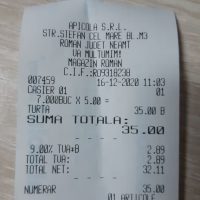 APICOLA S.R.L.
STR.STEFAN CEL MARE BL.M3
ROMAN JUDET NEAMT
VA MULTUMIM!
MAGAZIN ROMAN
C.I.F.:RO9318238
007459 16-12-2020 11:03
CASIER 01 01
7.000BUC X 5.00 =
TURTA 35.00 B
SUMA TOTALA:
35.00
9.00% TVA*B 2.89
TOTAL TVA: 2.89
TOTAL NET: 32.11
NUMERAR 35.00
01 ARTICOLE